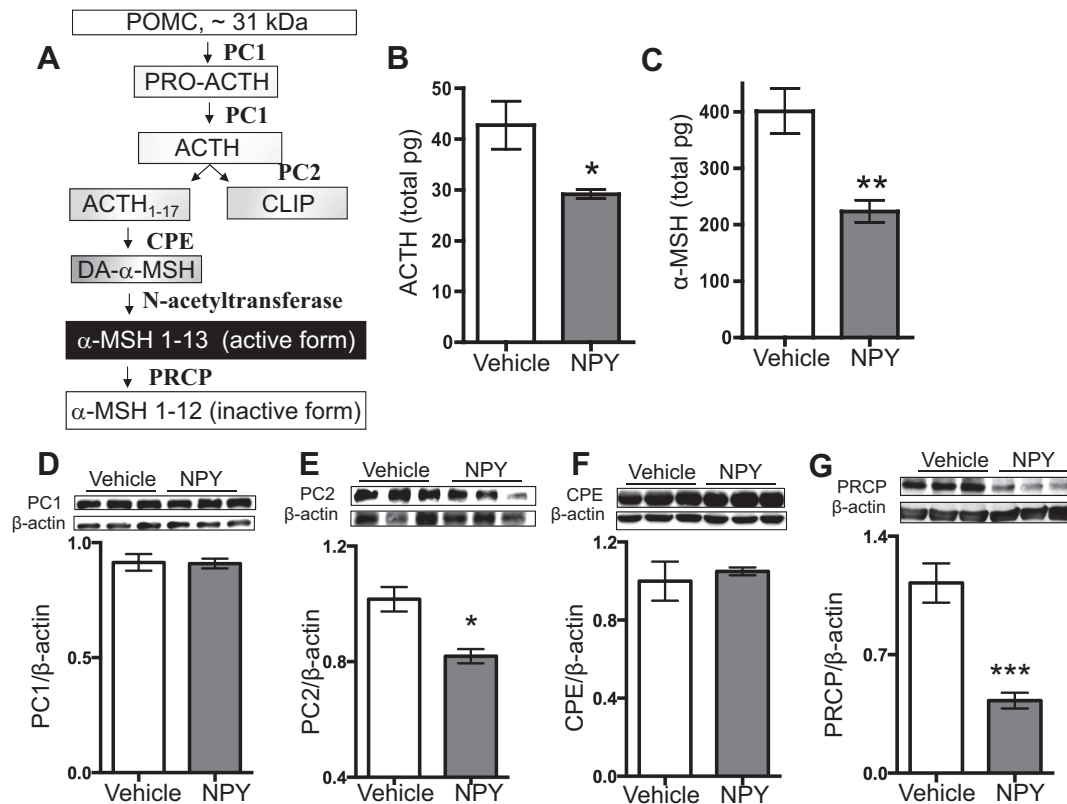 A
POMC, ~ 31 kDa
PC1
PRO-ACTH
PC1
ACTH
PC2
ACTH1-17
CLIP
CPE
DA-α-MSH
N-acetyltransferase
α-MSH 1-13 (active form)
PRCP
α-MSH 1-12 (inactive form)
B
ACTH (total pg)
50
40
30
20
10
0
*
Vehicle
NPY
C
α-MSH (total pg)
400
300
200
100
0
**
Vehicle
NPY
D
Vehicle
NPY
PC1
β-actin
PC1/β-actin
1.0
0.5
0.0
Vehicle
NPY
E
Vehicle
NPY
PC2
β-actin
PC2/β-actin
1.2
0.8
0.4
*
Vehicle
NPY
F
Vehicle
NPY
CPE
β-actin
CPE/β-actin
1.2
0.8
0.4
0.0
Vehicle
NPY
G
Vehicle
NPY
PRCP
β-actin
PRCP/β-actin
1.4
0.7
0.0
***
Vehicle
NPY